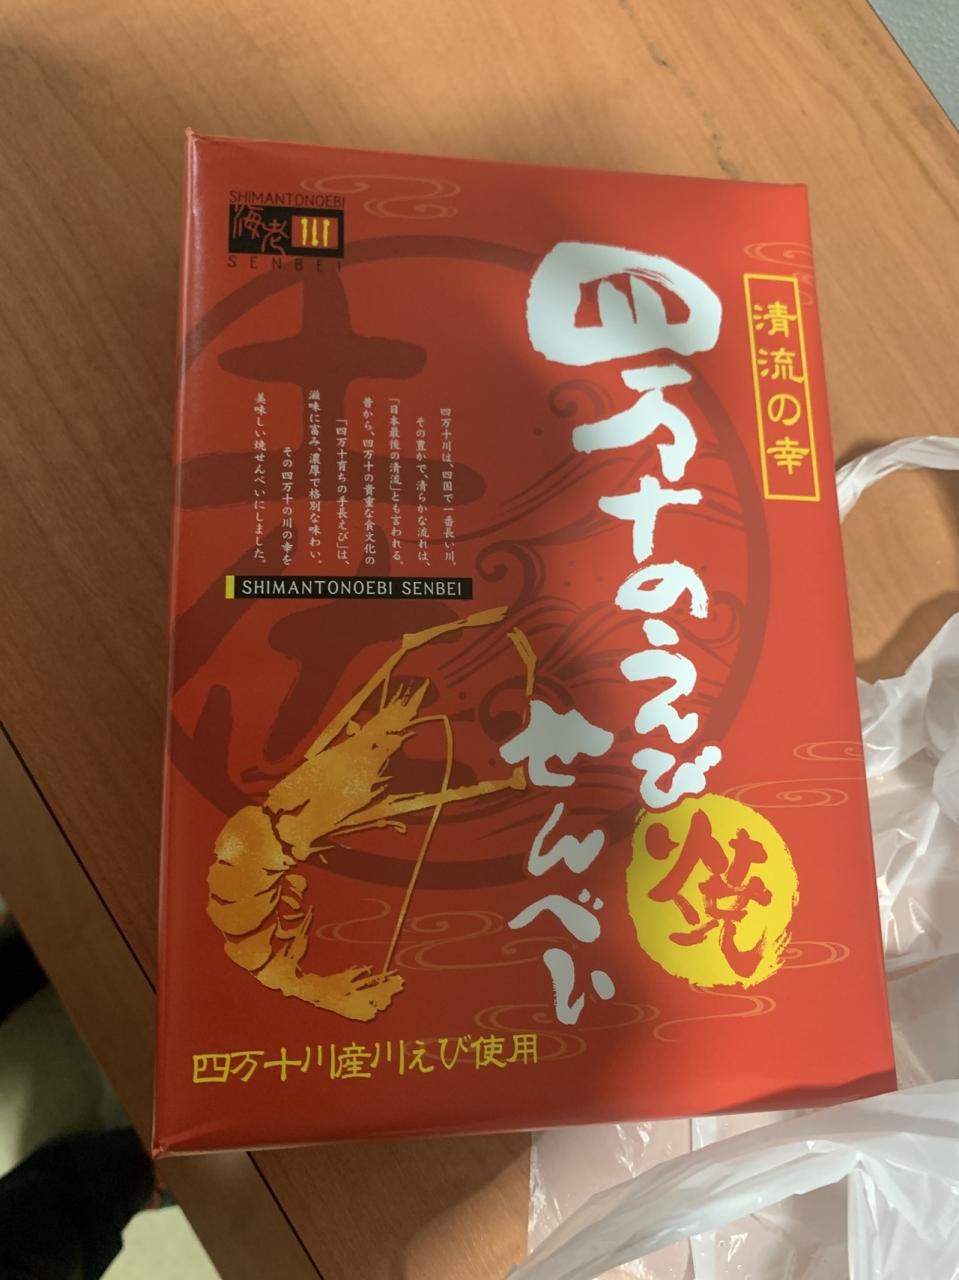 SHIMANTONOEBI
海老
SENBEI
清流の幸
四万十のえび
焼
せんべい
四万十川は、四国で一番長い川。
その豊かで、清らかな流れは、
「日本最後の清流」とも言われる。
昔から、四万十の貴重な食文化の
「四万十育ちの手長えび」は、
滋味に富み、濃厚で格別な味わい。
その四万十の川の幸を
美味しい焼せんべいにしました。
SHIMANTONOEBI SENBEI
四万十川産川えび使用